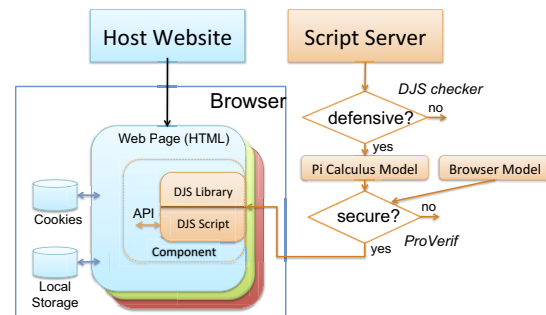 Host Website
Script Server
Browser
DJS checker
defensive?
no
Web Page (HTML)
yes
Pi Calculus Model
Browser Model
DJS Library
API
DJS Script
Component
secure?
no
ProVerif
yes
Cookies
Local
Storage